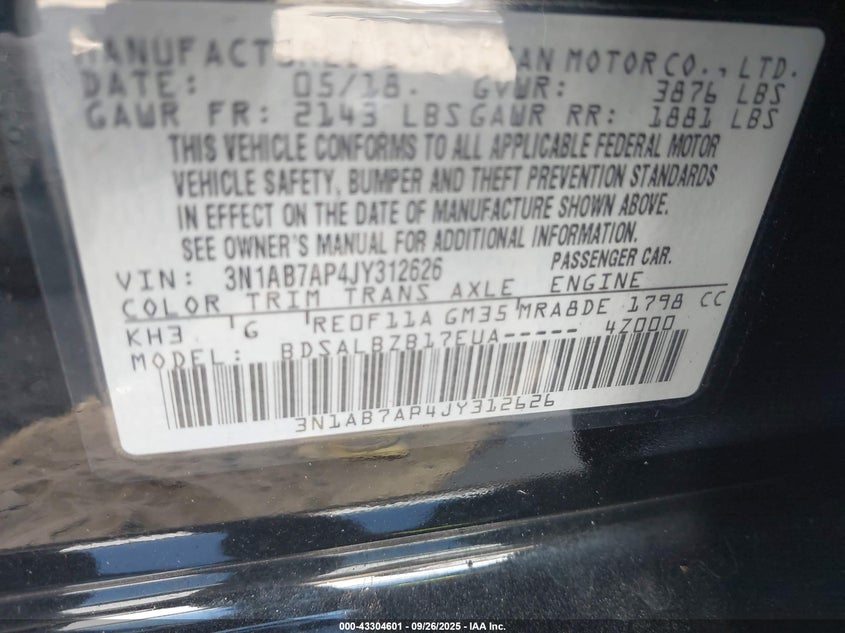 MANUFACTURED BY NISSAN MOTOR CO., LTD.
DATE: 05/18. GVWR: 3876 LBS
GAWR FR: 2143 LBS GAWR RR: 1881 LBS
THIS VEHICLE CONFORMS TO ALL APPLICABLE FEDERAL MOTOR
VEHICLE SAFETY, BUMPER AND THEFT PREVENTION STANDARDS
IN EFFECT ON THE DATE OF MANUFACTURE SHOWN ABOVE.
SEE OWNER'S MANUAL FOR ADDITIONAL INFORMATION.
VIN: 3N1AB7AP4JY312626 PASSENGER CAR.
COLOR TRIM TRANS AXLE ENGINE
KH3 G RE0F11A GM35 MRA8DE 1798 CC
MODEL: BDSALBZB17EUA----- 4Z000
3N1AB7AP4JY312626
000-43304601 | 09/26/2025 - IAA Inc.